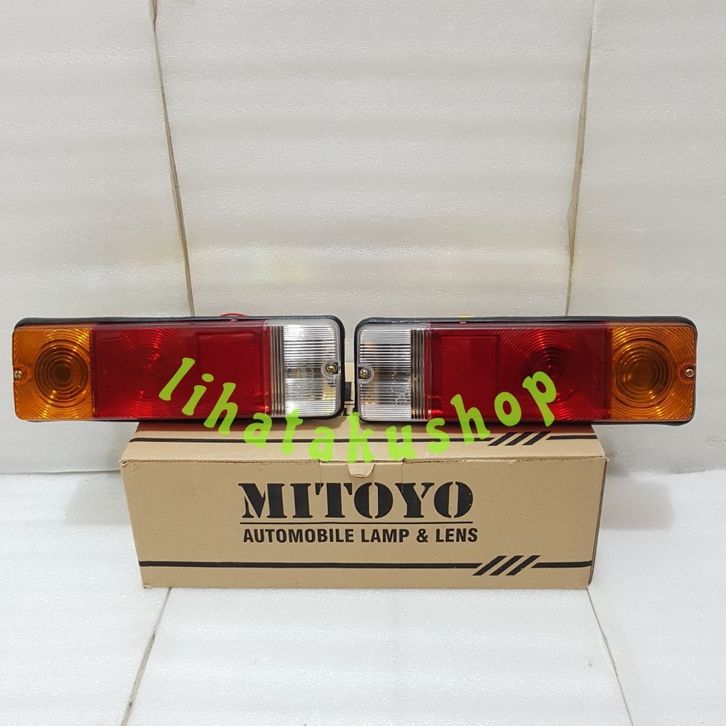 lihatakushop
MITOYO
AUTOMOBILE LAMP & LENS